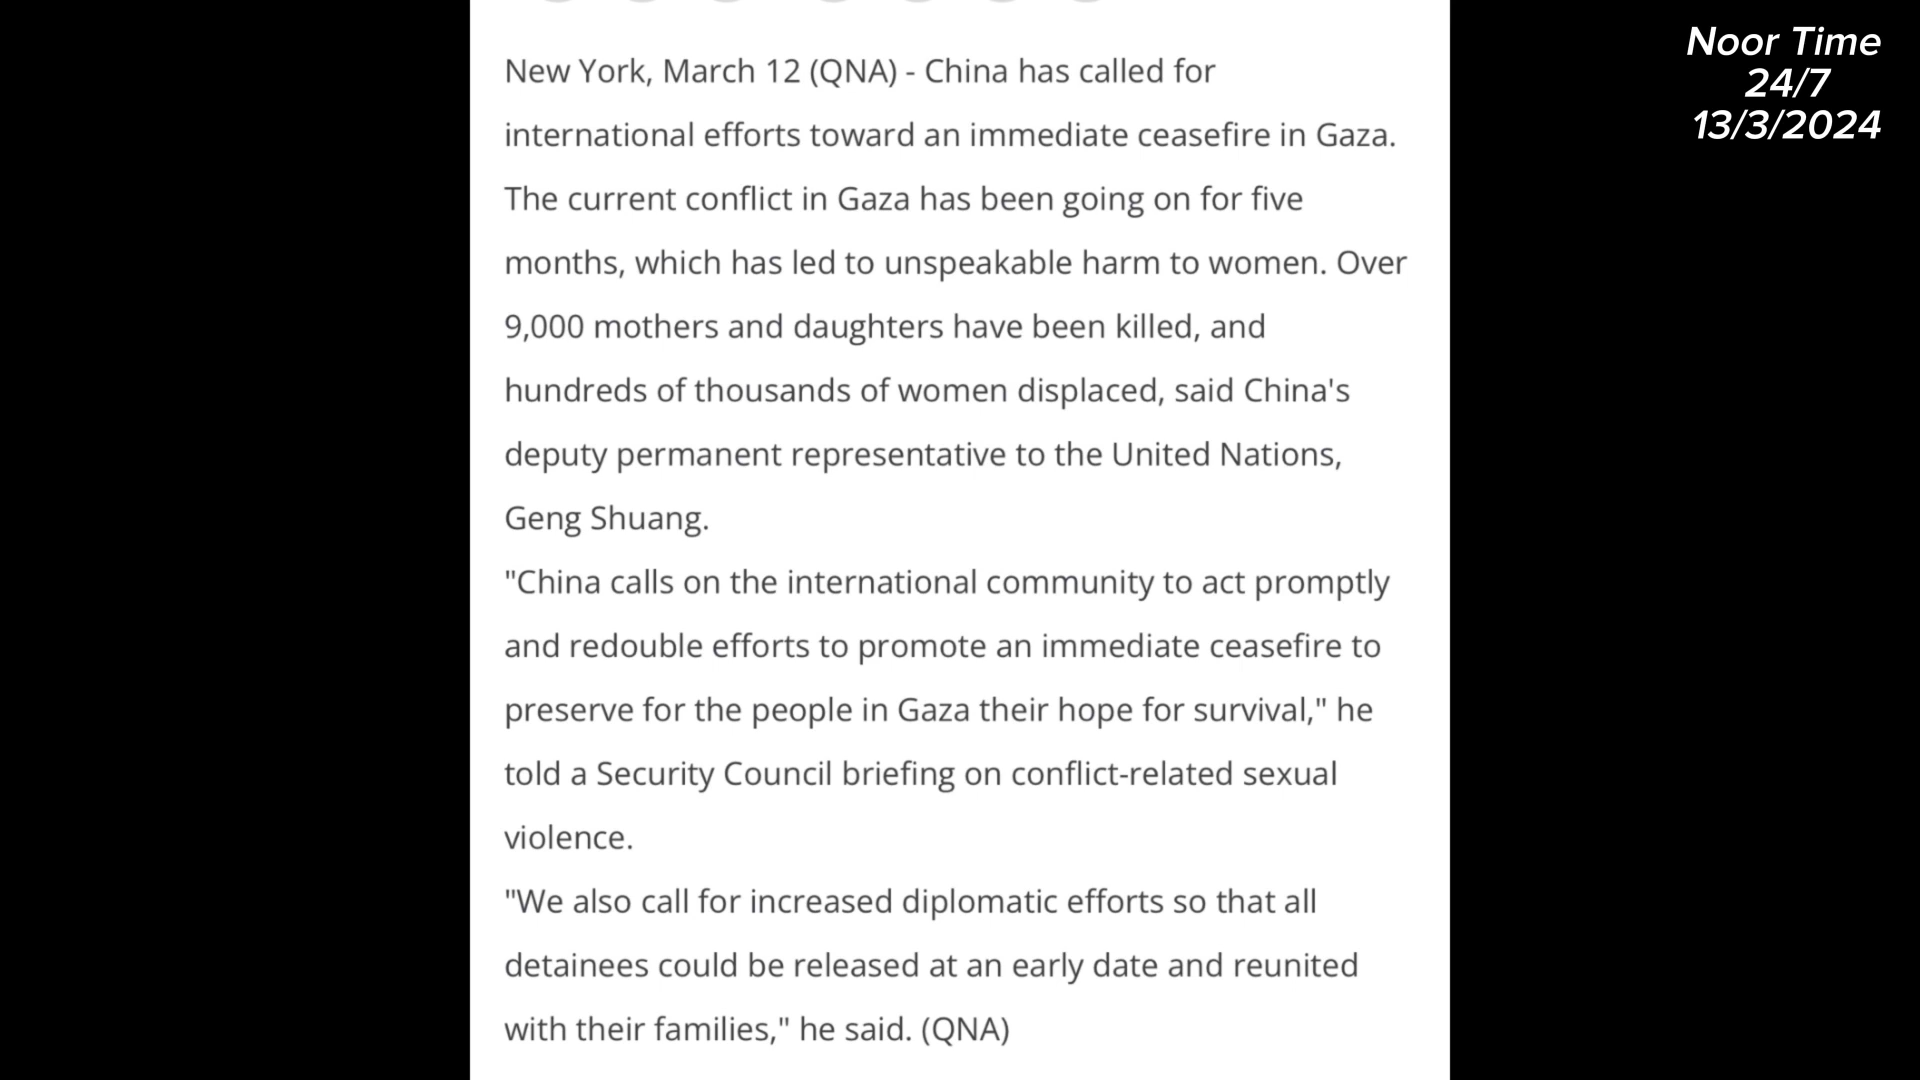 Noor Time
24/7
13/3/2024
New York, March 12 (QNA) - China has called for
international efforts toward an immediate ceasefire in Gaza.
The current conflict in Gaza has been going on for five
months, which has led to unspeakable harm to women. Over
9,000 mothers and daughters have been killed, and
hundreds of thousands of women displaced, said China's
deputy permanent representative to the United Nations,
Geng Shuang.
"China calls on the international community to act promptly
and redouble efforts to promote an immediate ceasefire to
preserve for the people in Gaza their hope for survival," he
told a Security Council briefing on conflict-related sexual
violence.
"We also call for increased diplomatic efforts so that all
detainees could be released at an early date and reunited
with their families," he said. (QNA)